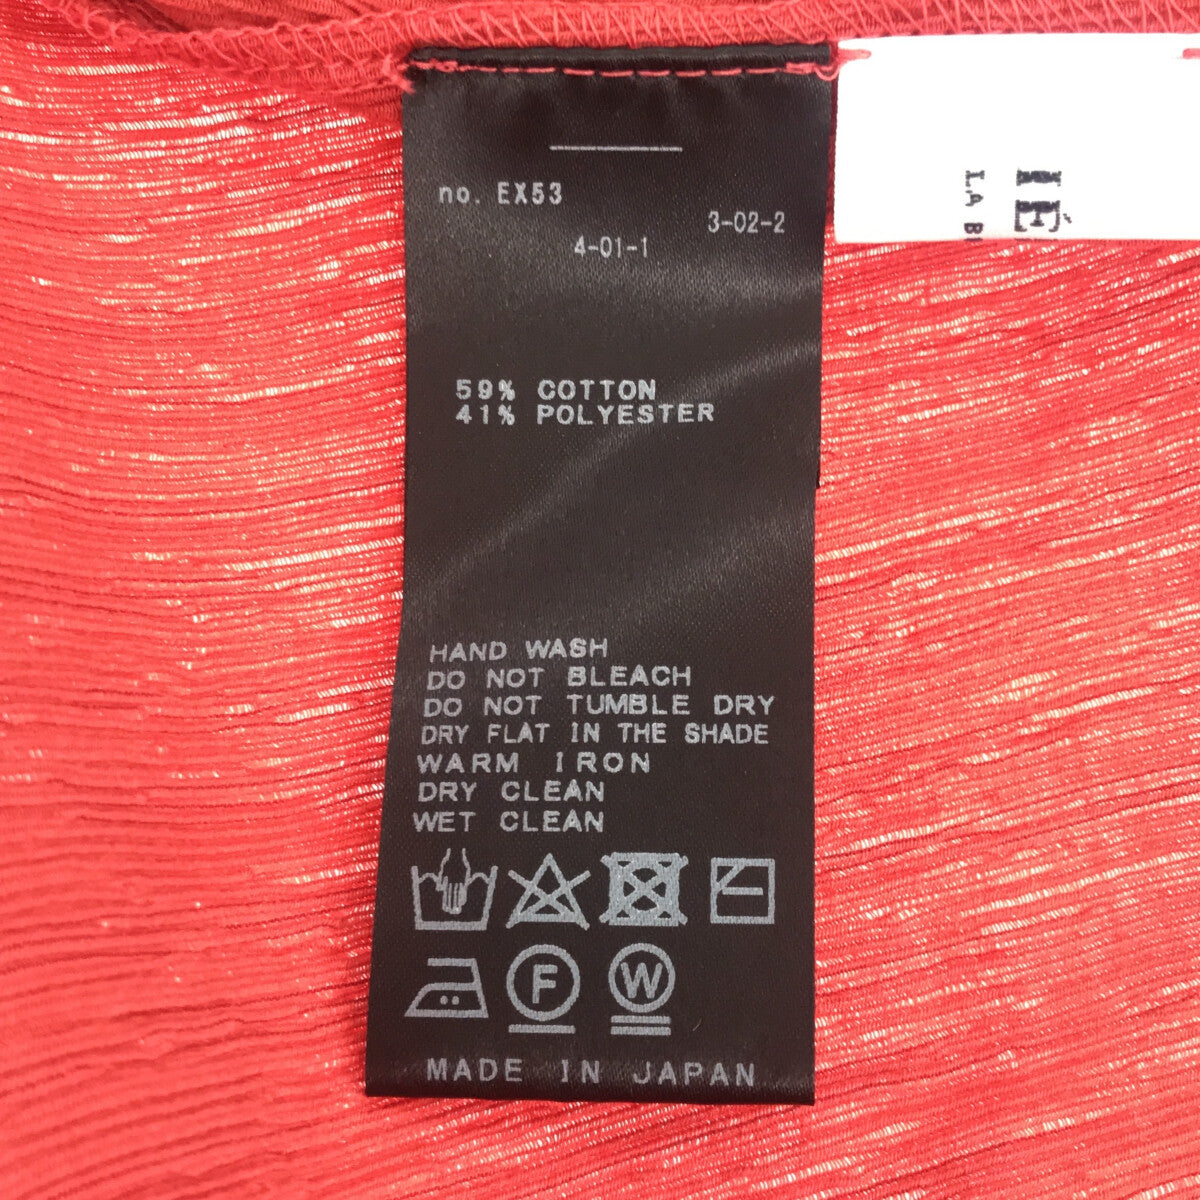 no. EX53
3-02-2
4-01-1
59% COTTON
41% POLYESTER
HAND WASH
DO NOT BLEACH
DO NOT TUMBLE DRY
DRY FLAT IN THE SHADE
WARM IRON
DRY CLEAN
WET CLEAN
F
W
MADE IN JAPAN
LA